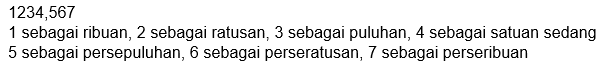 1234,567
1 sebagai ribuan, 2 sebagai ratusan, 3 sebagai puluhan, 4 sebagai satuan sedang
5 sebagai persepuluhan, 6 sebagai perseratusan, 7 sebagai perseribuan